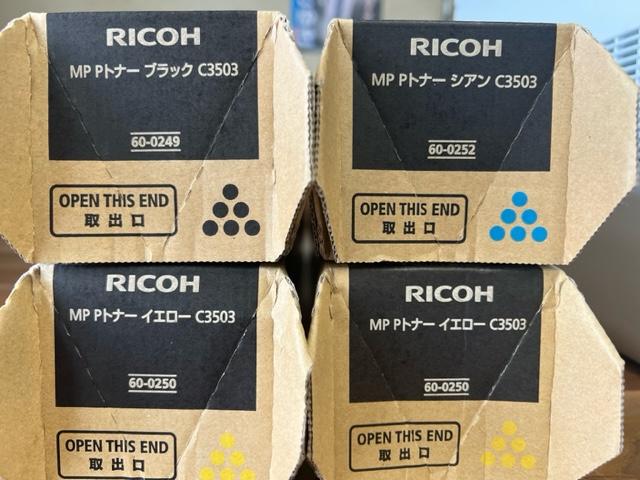 RICOH
MP Pトナー ブラック C3503
60-0249
OPEN THIS END
取出口
RICOH
MP Pトナー シアン C3503
60-0252
OPEN THIS END
取出口
RICOH
MP Pトナー イエロー C3503
60-0250
OPEN THIS END
取出口
RICOH
MP Pトナー イエロー C3503
60-0250
OPEN THIS END
取出口